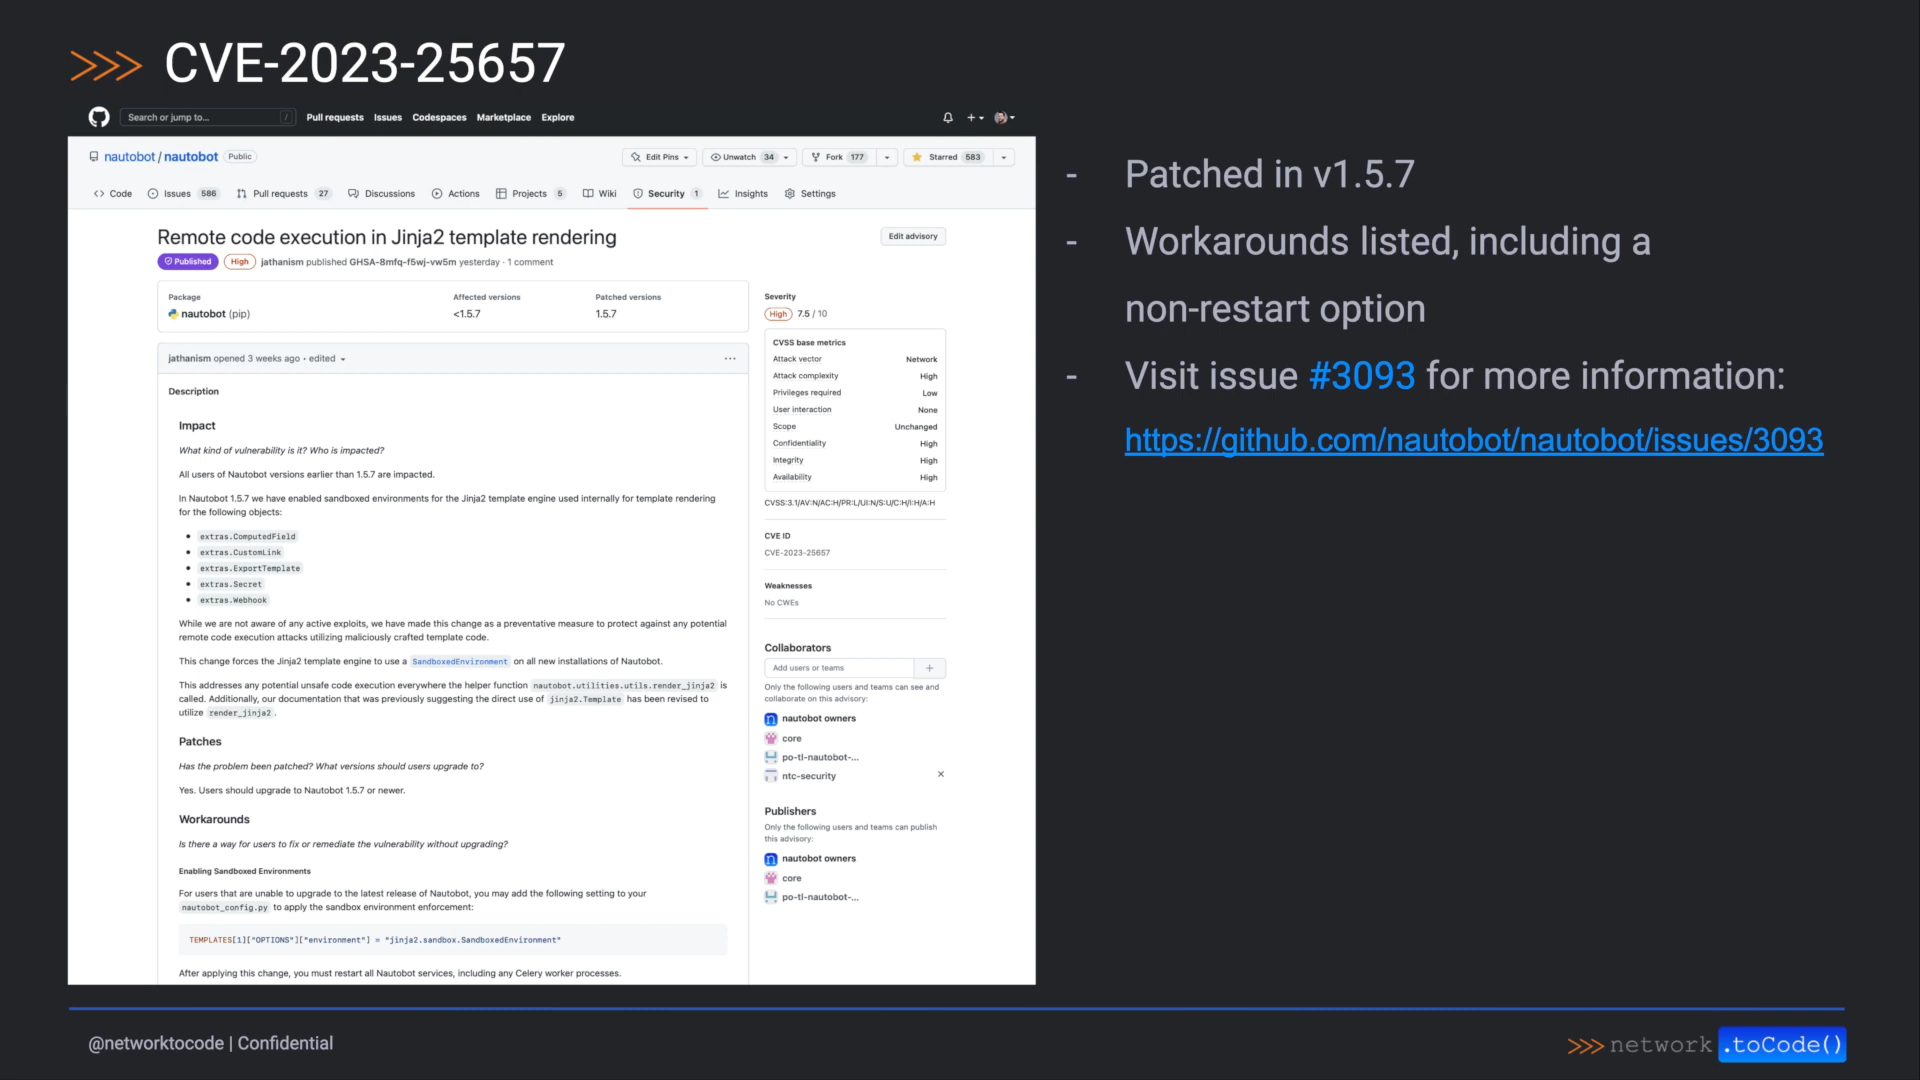 >>> CVE-2023-25657
Search or jump to... / Pull requests Issues Codespaces Marketplace Explore
nautobot / nautobot Public Edit Pins Unwatch 34 Fork 177 Starred 583
Code Issues 586 Pull requests 27 Discussions Actions Projects 5 Wiki Security 1 Insights Settings
Remote code execution in Jinja2 template rendering Edit advisory
Published High jathanism published GHSA-8mfq-f5wj-vw5m yesterday · 1 comment
Package Affected versions Patched versions
nautobot (pip) <1.5.7 1.5.7
jathanism opened 3 weeks ago • edited ...
Description
Impact
What kind of vulnerability is it? Who is impacted?
All users of Nautobot versions earlier than 1.5.7 are impacted.
In Nautobot 1.5.7 we have enabled sandboxed environments for the Jinja2 template engine used internally for template rendering
for the following objects:
• extras.ComputedField
• extras.CustomLink
• extras.ExportTemplate
• extras.Secret
• extras.Webhook
While we are not aware of any active exploits, we have made this change as a preventative measure to protect against any potential
remote code execution attacks utilizing maliciously crafted template code.
This change forces the Jinja2 template engine to use a SandboxedEnvironment on all new installations of Nautobot.
This addresses any potential unsafe code execution everywhere the helper function nautobot.utilities.utils.render_jinja2 is
called. Additionally, our documentation that was previously suggesting the direct use of jinja2.Template has been revised to
utilize render_jinja2.
Patches
Has the problem been patched? What versions should users upgrade to?
Yes. Users should upgrade to Nautobot 1.5.7 or newer.
Workarounds
Is there a way for users to fix or remediate the vulnerability without upgrading?
Enabling Sandboxed Environments
For users that are unable to upgrade to the latest release of Nautobot, you may add the following setting to your
nautobot_config.py to apply the sandbox environment enforcement:
TEMPLATES[1]["OPTIONS"]["environment"] = "jinja2.sandbox.SandboxedEnvironment"
After applying this change, you must restart all Nautobot services, including any Celery worker processes.
Severity
High 7.5 / 10
CVSS base metrics
Attack vector Network
Attack complexity High
Privileges required Low
User interaction None
Scope Unchanged
Confidentiality High
Integrity High
Availability High
CVSS:3.1/AV:N/AC:H/PR:L/UI:N/S:U/C:H/I:H/A:H
CVE ID
CVE-2023-25657
Weaknesses
No CWEs
Collaborators
Add users or teams +
Only the following users and teams can see and
collaborate on this advisory:
nautobot owners
core
po-tl-nautobot-...
ntc-security ×
Publishers
Only the following users and teams can publish
this advisory:
nautobot owners
core
po-tl-nautobot-...
- Patched in v1.5.7
- Workarounds listed, including a
non-restart option
- Visit issue #3093 for more information:
https://github.com/nautobot/nautobot/issues/3093
@networktocode | Confidential
>>> network .toCode()